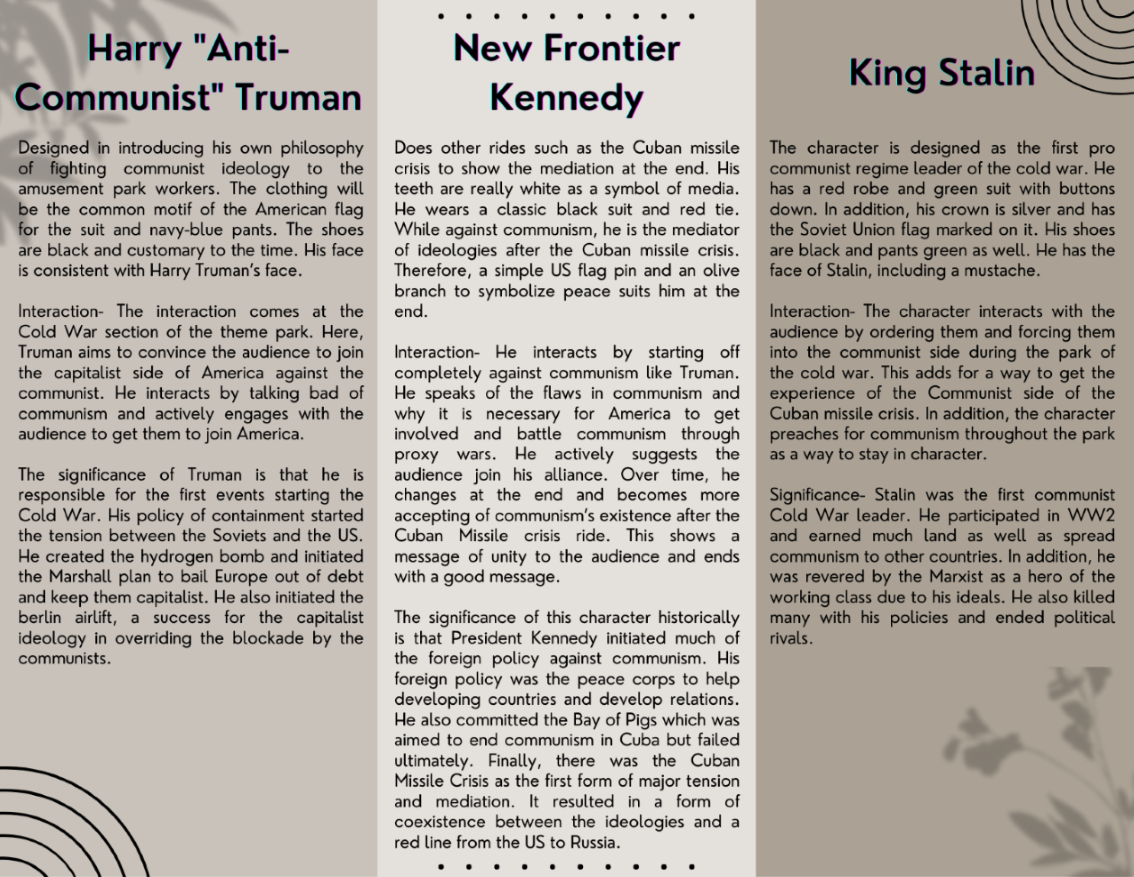 Harry "Anti-
Communist" Truman
Designed in introducing his own philosophy
of fighting communist ideology to the
amusement park workers. The clothing will
be the common motif of the American flag
for the suit and navy-blue pants. The shoes
are black and customary to the time. His face
is consistent with Harry Truman's face.
Interaction- The interaction comes at the
Cold War section of the theme park. Here,
Truman aims to convince the audience to join
the capitalist side of America against the
communist. He interacts by talking bad of
communism and actively engages with the
audience to get them to join America.
The significance of Truman is that he is
responsible for the first events starting the
Cold War. His policy of containment started
the tension between the Soviets and the US.
He created the hydrogen bomb and initiated
the Marshall plan to bail Europe out of debt
and keep them capitalist. He also initiated the
berlin airlift, a success for the capitalist
ideology in overriding the blockade by the
communists.
New Frontier
Kennedy
Does other rides such as the Cuban missile
crisis to show the mediation at the end. His
teeth are really white as a symbol of media.
He wears a classic black suit and red tie.
While against communism, he is the mediator
of ideologies after the Cuban missile crisis.
Therefore, a simple US flag pin and an olive
branch to symbolize peace suits him at the
end.
Interaction- He interacts by starting off
completely against communism like Truman.
He speaks of the flaws in communism and
why it is necessary for America to get
involved and battle communism through
proxy wars. He actively suggests the
audience join his alliance. Over time, he
changes at the end and becomes more
accepting of communism's existence after the
Cuban Missile crisis ride. This shows a
message of unity to the audience and ends
with a good message.
The significance of this character historically
is that President Kennedy initiated much of
the foreign policy against communism. His
foreign policy was the peace corps to help
developing countries and develop relations.
He also committed the Bay of Pigs which was
aimed to end communism in Cuba but failed
ultimately. Finally, there was the Cuban
Missile Crisis as the first form of major tension
and mediation. It resulted in a form of
coexistence between the ideologies and a
red line from the US to Russia.
King Stalin
The character is designed as the first pro
communist regime leader of the cold war. He
has a red robe and green suit with buttons
down. In addition, his crown is silver and has
the Soviet Union flag marked on it. His shoes
are black and pants green as well. He has the
face of Stalin, including a mustache.
Interaction- The character interacts with the
audience by ordering them and forcing them
into the communist side during the park of
the cold war. This adds for a way to get the
experience of the Communist side of the
Cuban missile crisis. In addition, the character
preaches for communism throughout the park
as a way to stay in character.
Significance- Stalin was the first communist
Cold War leader. He participated in WW2
and earned much land as well as spread
communism to other countries. In addition, he
was revered by the Marxist as a hero of the
working class due to his ideals. He also killed
many with his policies and ended political
rivals.